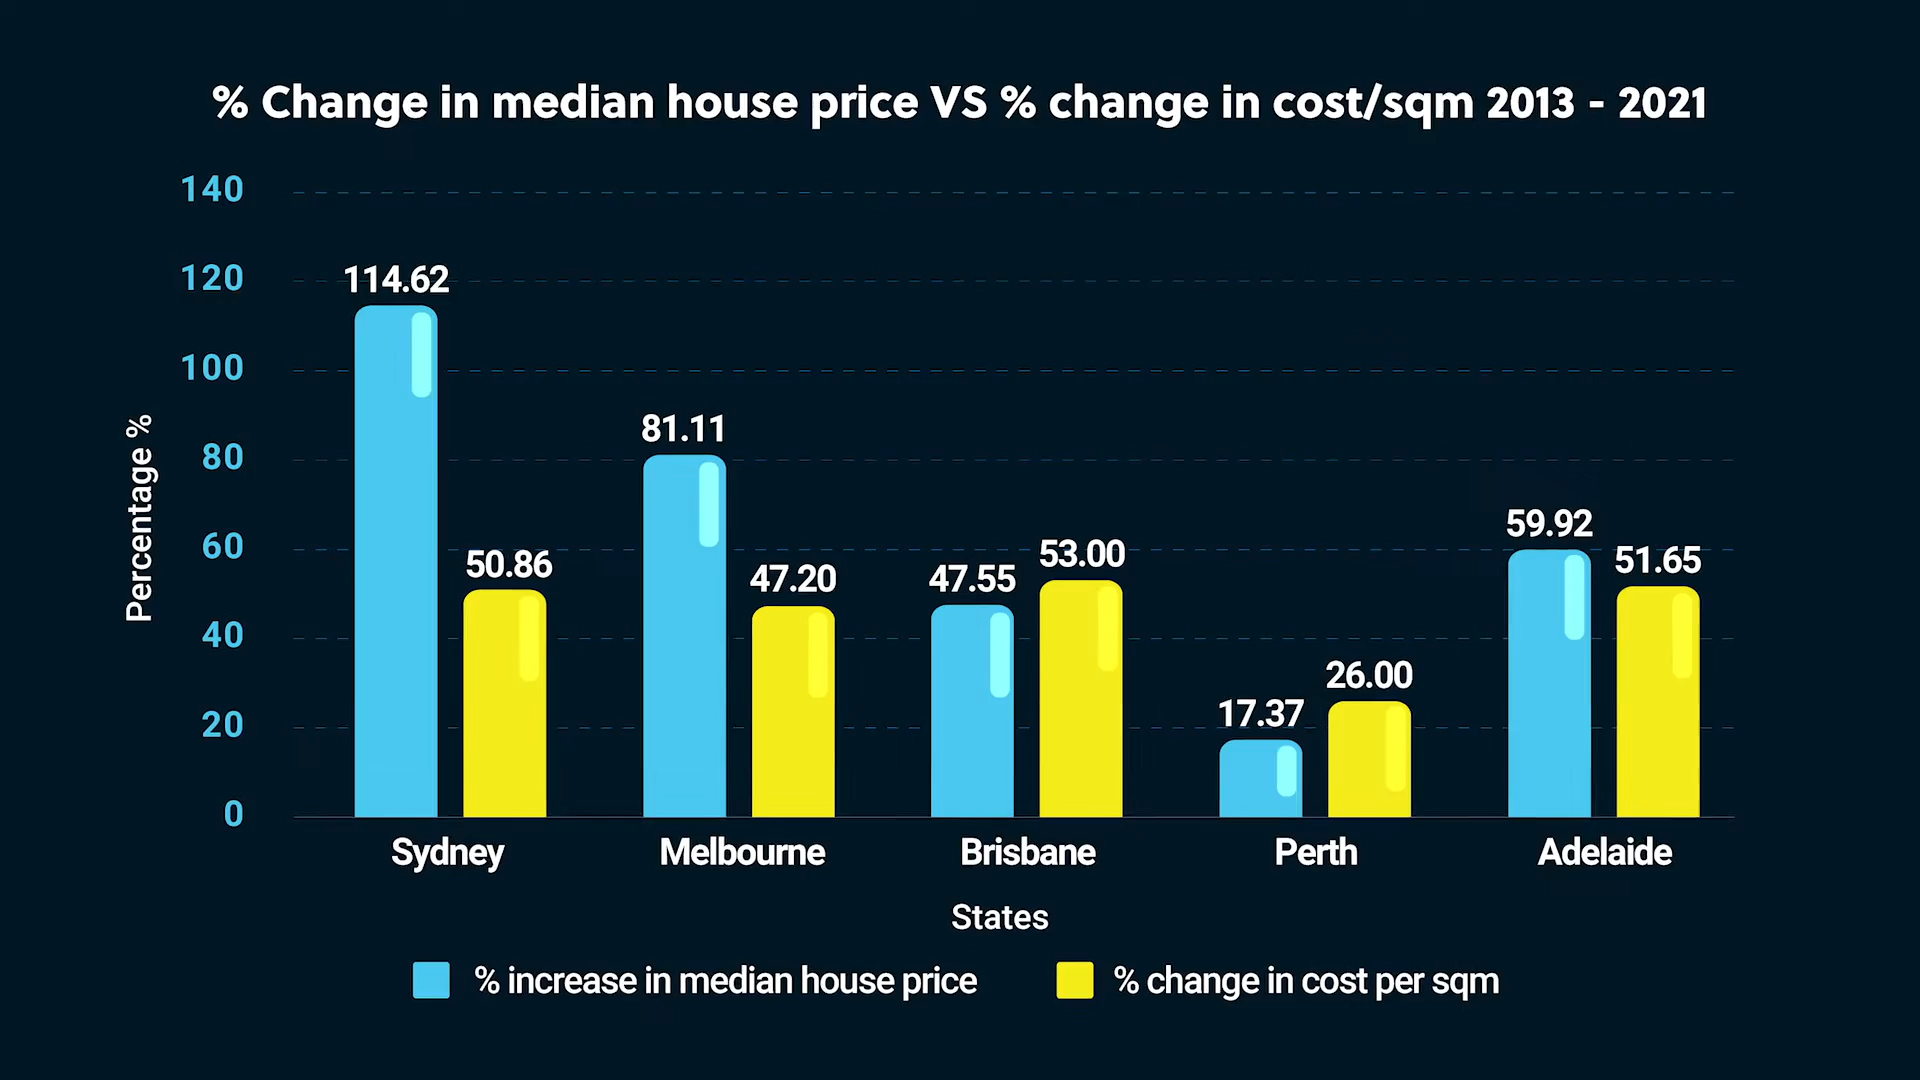 % Change in median house price VS % change in cost/sqm 2013 - 2021
140
120
100
80
60
40
20
0
Percentage %
114.62
50.86
81.11
47.20
47.55
53.00
17.37
26.00
59.92
51.65
Sydney
Melbourne
Brisbane
Perth
Adelaide
States
% increase in median house price
% change in cost per sqm